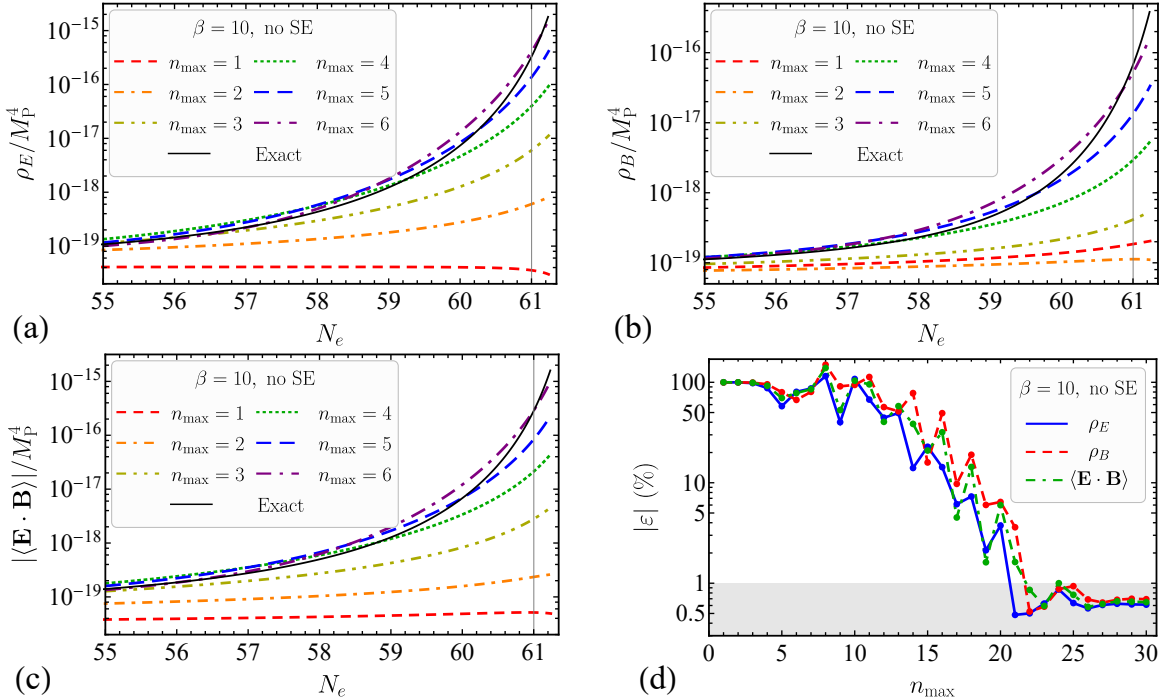 β = 10, no SE
n_max = 1 n_max = 4
n_max = 2 n_max = 5
n_max = 3 n_max = 6
Exact
10^-15
10^-16
10^-17
10^-18
10^-19
ρ_E/M_P^4
55 56 57 58 59 60 61
N_e
(a)
β = 10, no SE
n_max = 1 n_max = 4
n_max = 2 n_max = 5
n_max = 3 n_max = 6
Exact
10^-16
10^-17
10^-18
10^-19
ρ_B/M_P^4
55 56 57 58 59 60 61
N_e
(b)
β = 10, no SE
n_max = 1 n_max = 4
n_max = 2 n_max = 5
n_max = 3 n_max = 6
Exact
10^-15
10^-16
10^-17
10^-18
10^-19
|⟨E · B⟩|/M_P^4
55 56 57 58 59 60 61
N_e
(c)
β = 10, no SE
ρ_E
ρ_B
⟨E · B⟩
100
50
10
5
1
0.5
|ε| (%)
0 5 10 15 20 25 30
n_max
(d)